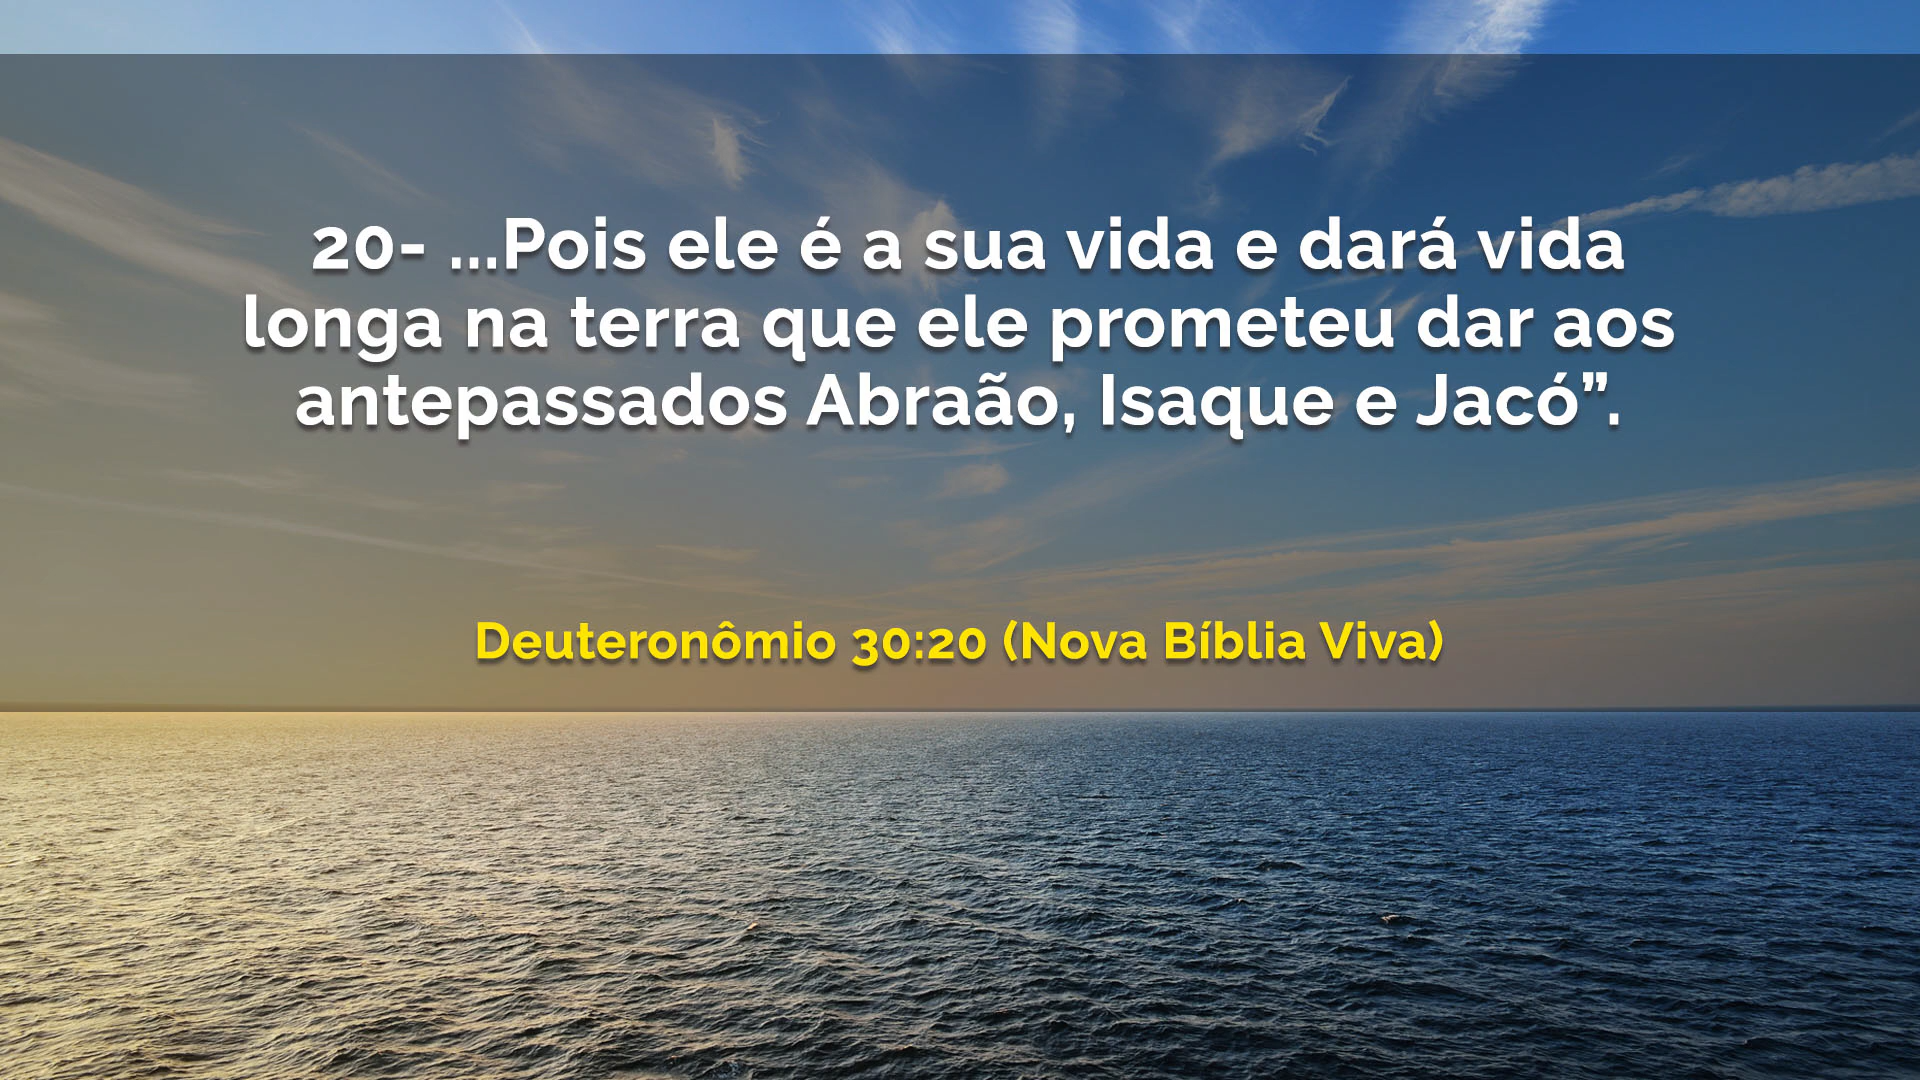 20- ...Pois ele é a sua vida e dará vida
longa na terra que ele prometeu dar aos
antepassados Abraão, Isaque e Jacó”.
Deuteronômio 30:20 (Nova Bíblia Viva)